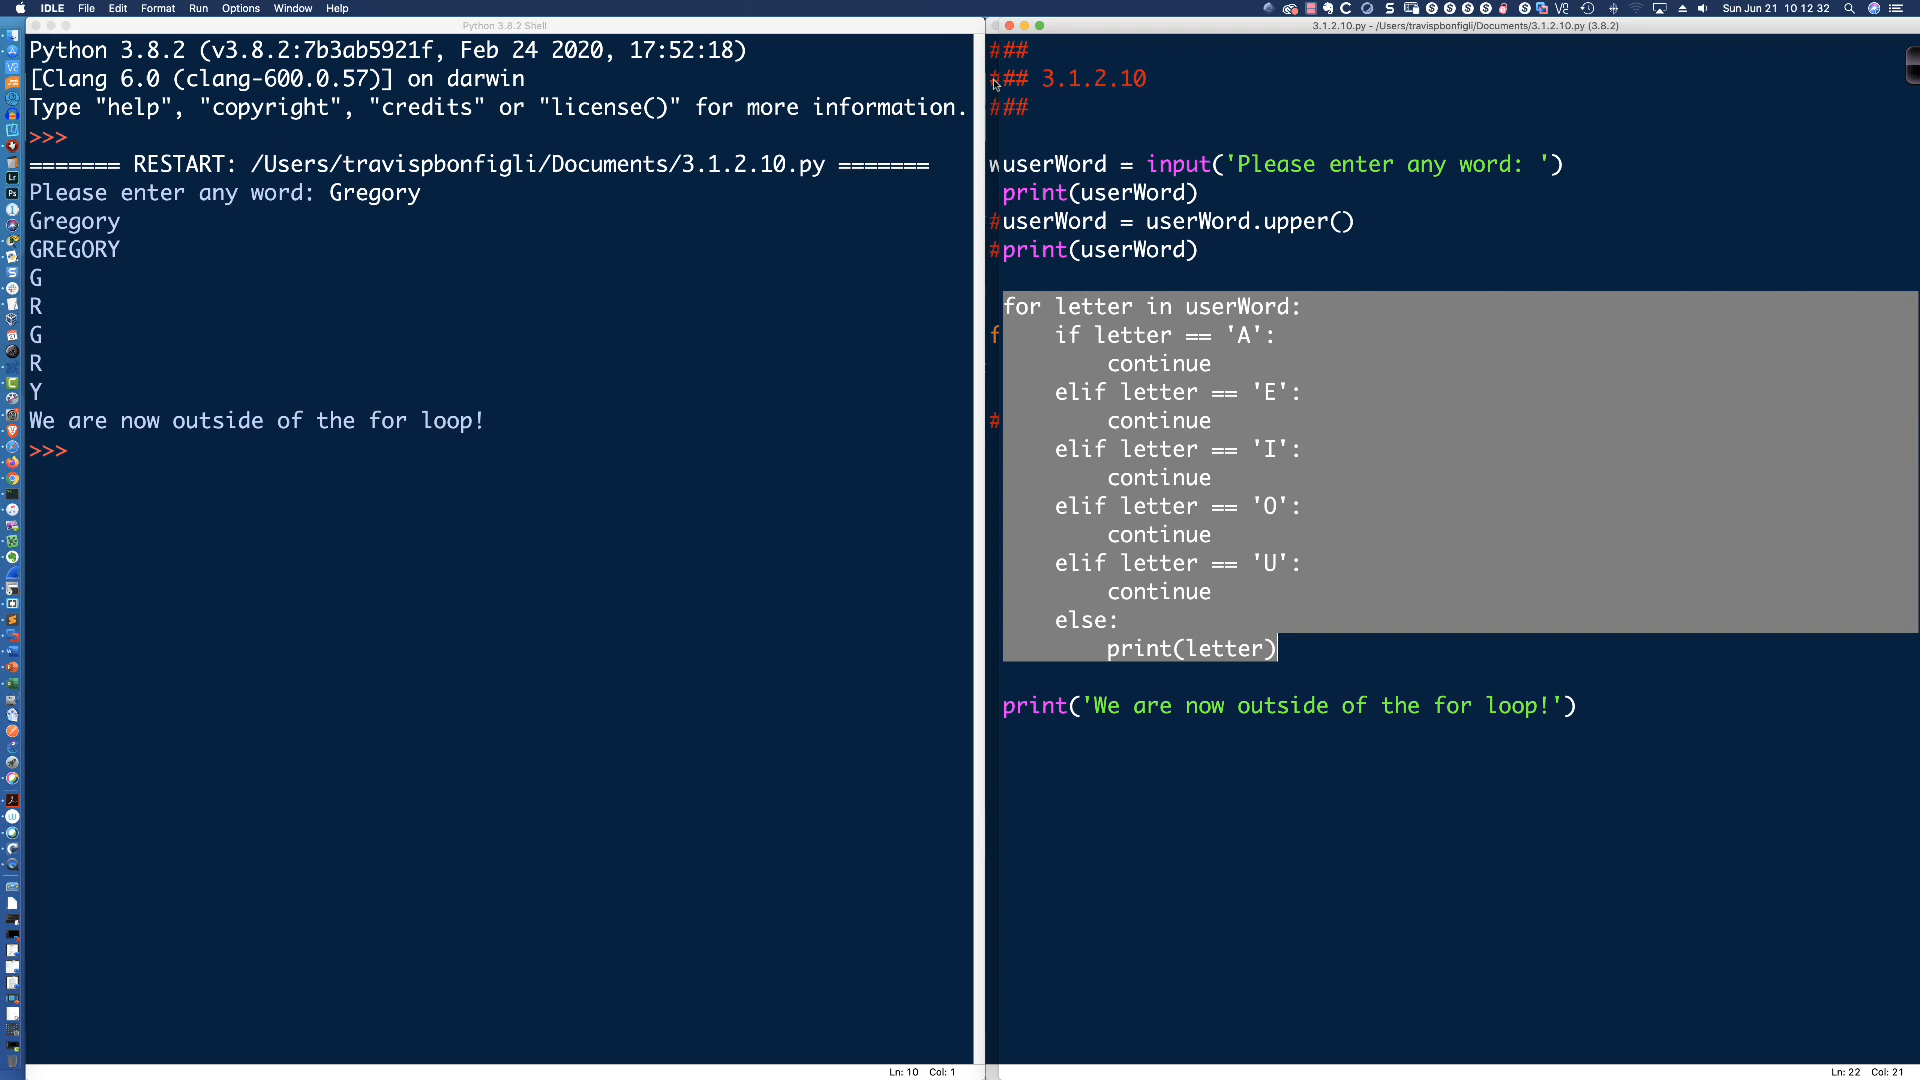 IDLE File Edit Format Run Options Window Help
Sun Jun 21 10 12 32
Python 3.8.2 Shell
Python 3.8.2 (v3.8.2:7b3ab5921f, Feb 24 2020, 17:52:18)
[Clang 6.0 (clang-600.0.57)] on darwin
Type "help", "copyright", "credits" or "license()" for more information.
>>>
======= RESTART: /Users/travispbonfigli/Documents/3.1.2.10.py =======
Please enter any word: Gregory
Gregory
GREGORY
G
R
G
R
Y
We are now outside of the for loop!
>>>
Ln: 10 Col: 1
3.1.2.10.py - /Users/travispbonfigli/Documents/3.1.2.10.py (3.8.2)
###
### 3.1.2.10
###
userWord = input('Please enter any word: ')
print(userWord)
#userWord = userWord.upper()
#print(userWord)
for letter in userWord:
if letter == 'A':
continue
elif letter == 'E':
continue
elif letter == 'I':
continue
elif letter == 'O':
continue
elif letter == 'U':
continue
else:
print(letter)
print('We are now outside of the for loop!')
Ln: 22 Col: 21